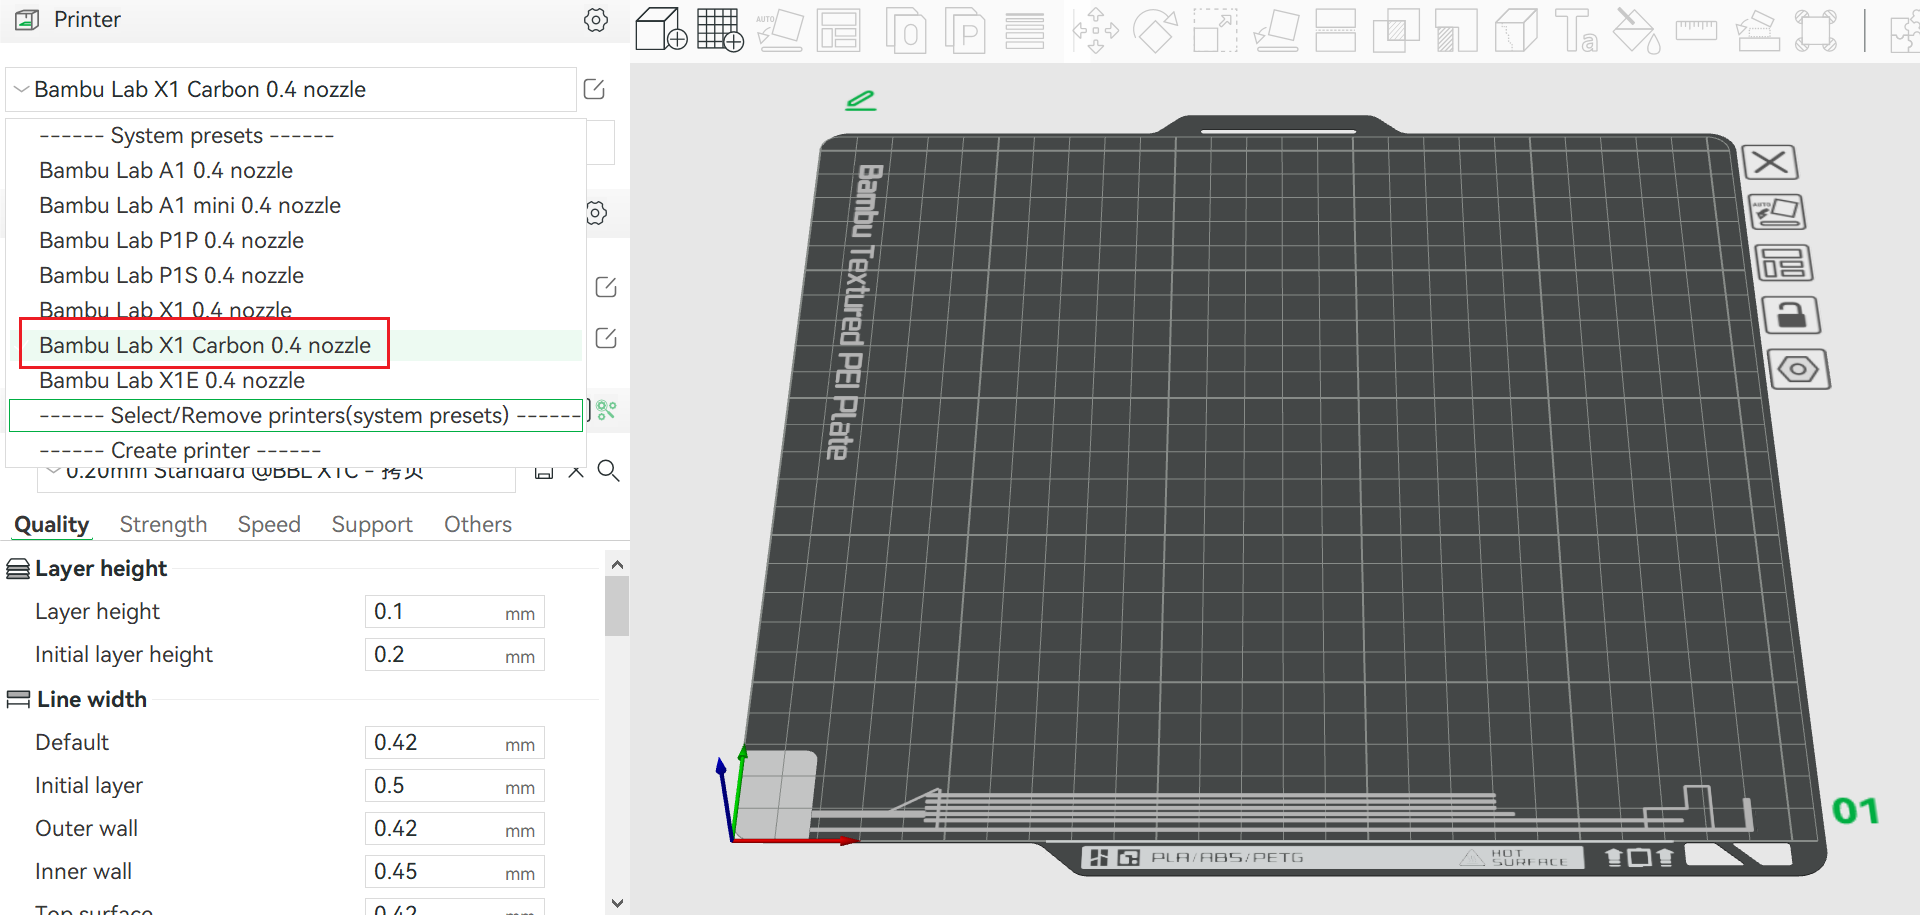 Printer
Bambu Lab X1 Carbon 0.4 nozzle
------ System presets ------
Bambu Lab A1 0.4 nozzle
Bambu Lab A1 mini 0.4 nozzle
Bambu Lab P1P 0.4 nozzle
Bambu Lab P1S 0.4 nozzle
Bambu Lab X1 0.4 nozzle
Bambu Lab X1 Carbon 0.4 nozzle
Bambu Lab X1E 0.4 nozzle
------ Select/Remove printers(system presets) ------
------ Create printer ------
0.20mm Standard @BBL X1C - 拷贝
Quality Strength Speed Support Others
Layer height
Layer height 0.1 mm
Initial layer height 0.2 mm
Line width
Default 0.42 mm
Initial layer 0.5 mm
Outer wall 0.42 mm
Inner wall 0.45 mm
Top surface 0.42 mm
AUTO
O
P
Ta
Bambu Textured PEI Plate
AUTO
01
PLA/ABS/PETG
HOT
SURFACE